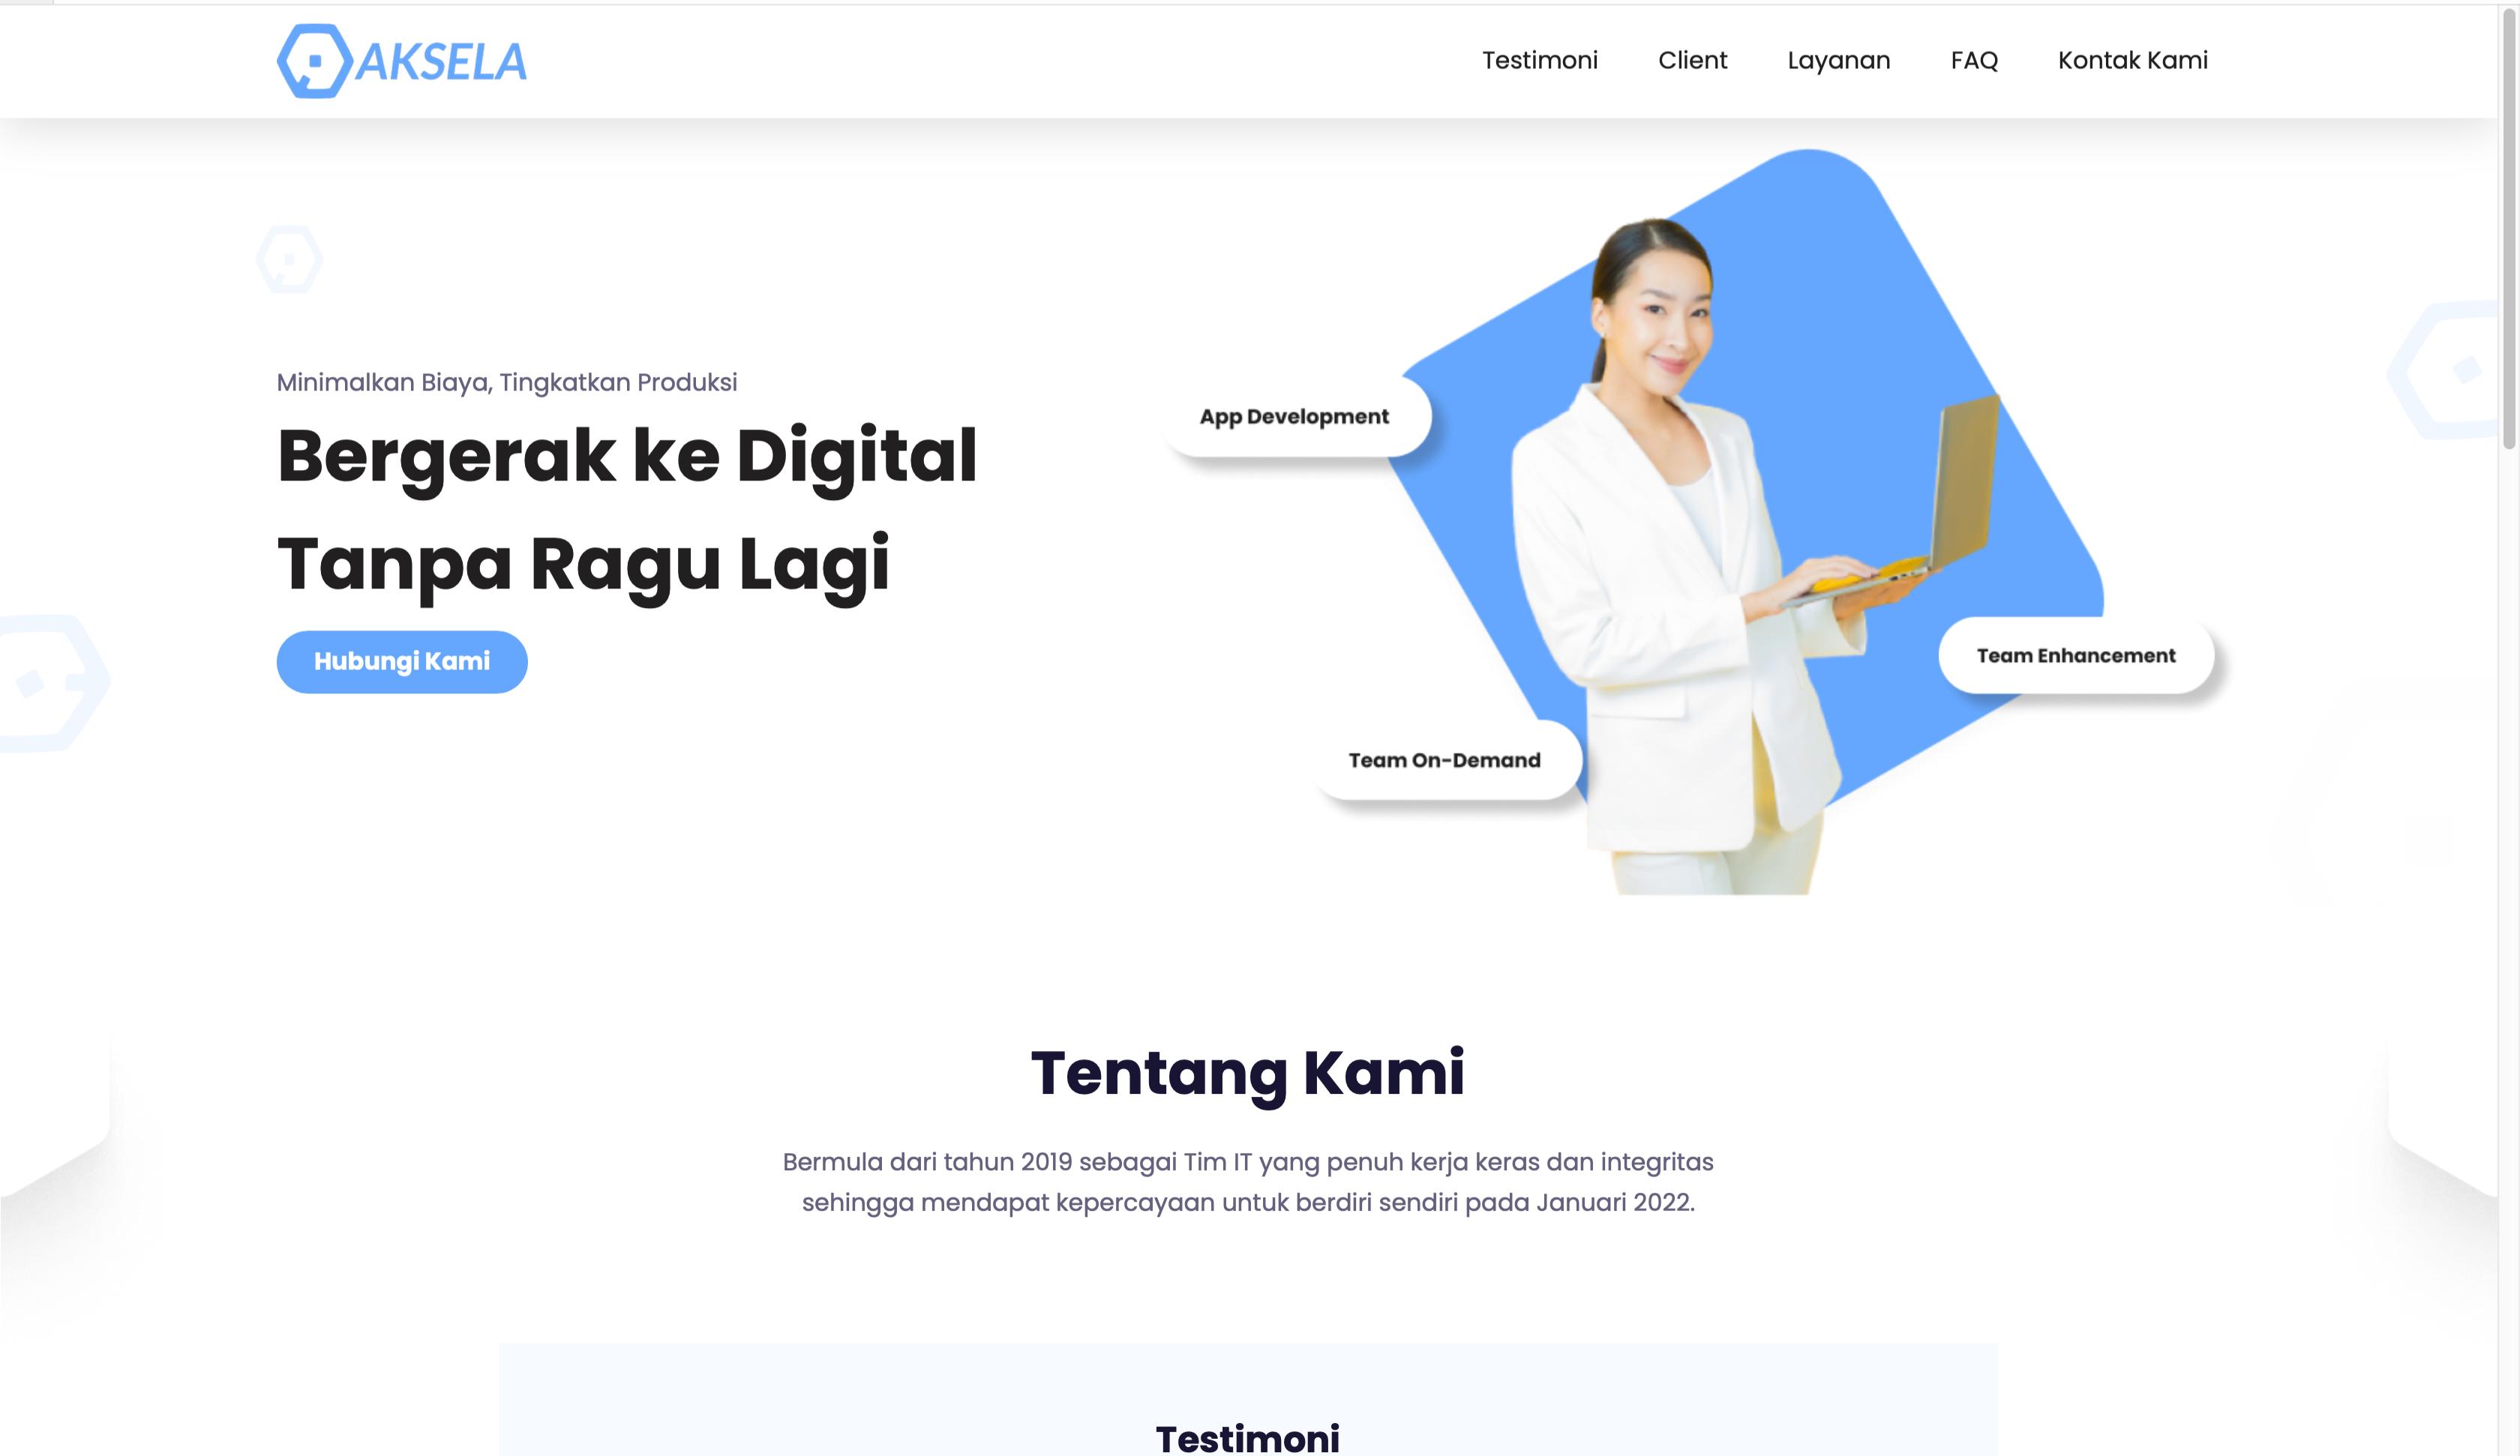 AKSELA
Testimoni
Client
Layanan
FAQ
Kontak Kami
Minimalkan Biaya, Tingkatkan Produksi
Bergerak ke Digital
Tanpa Ragu Lagi
Hubungi Kami
App Development
Team Enhancement
Team On-Demand
Tentang Kami
Bermula dari tahun 2019 sebagai Tim IT yang penuh kerja keras dan integritas
sehingga mendapat kepercayaan untuk berdiri sendiri pada Januari 2022.
Testimoni